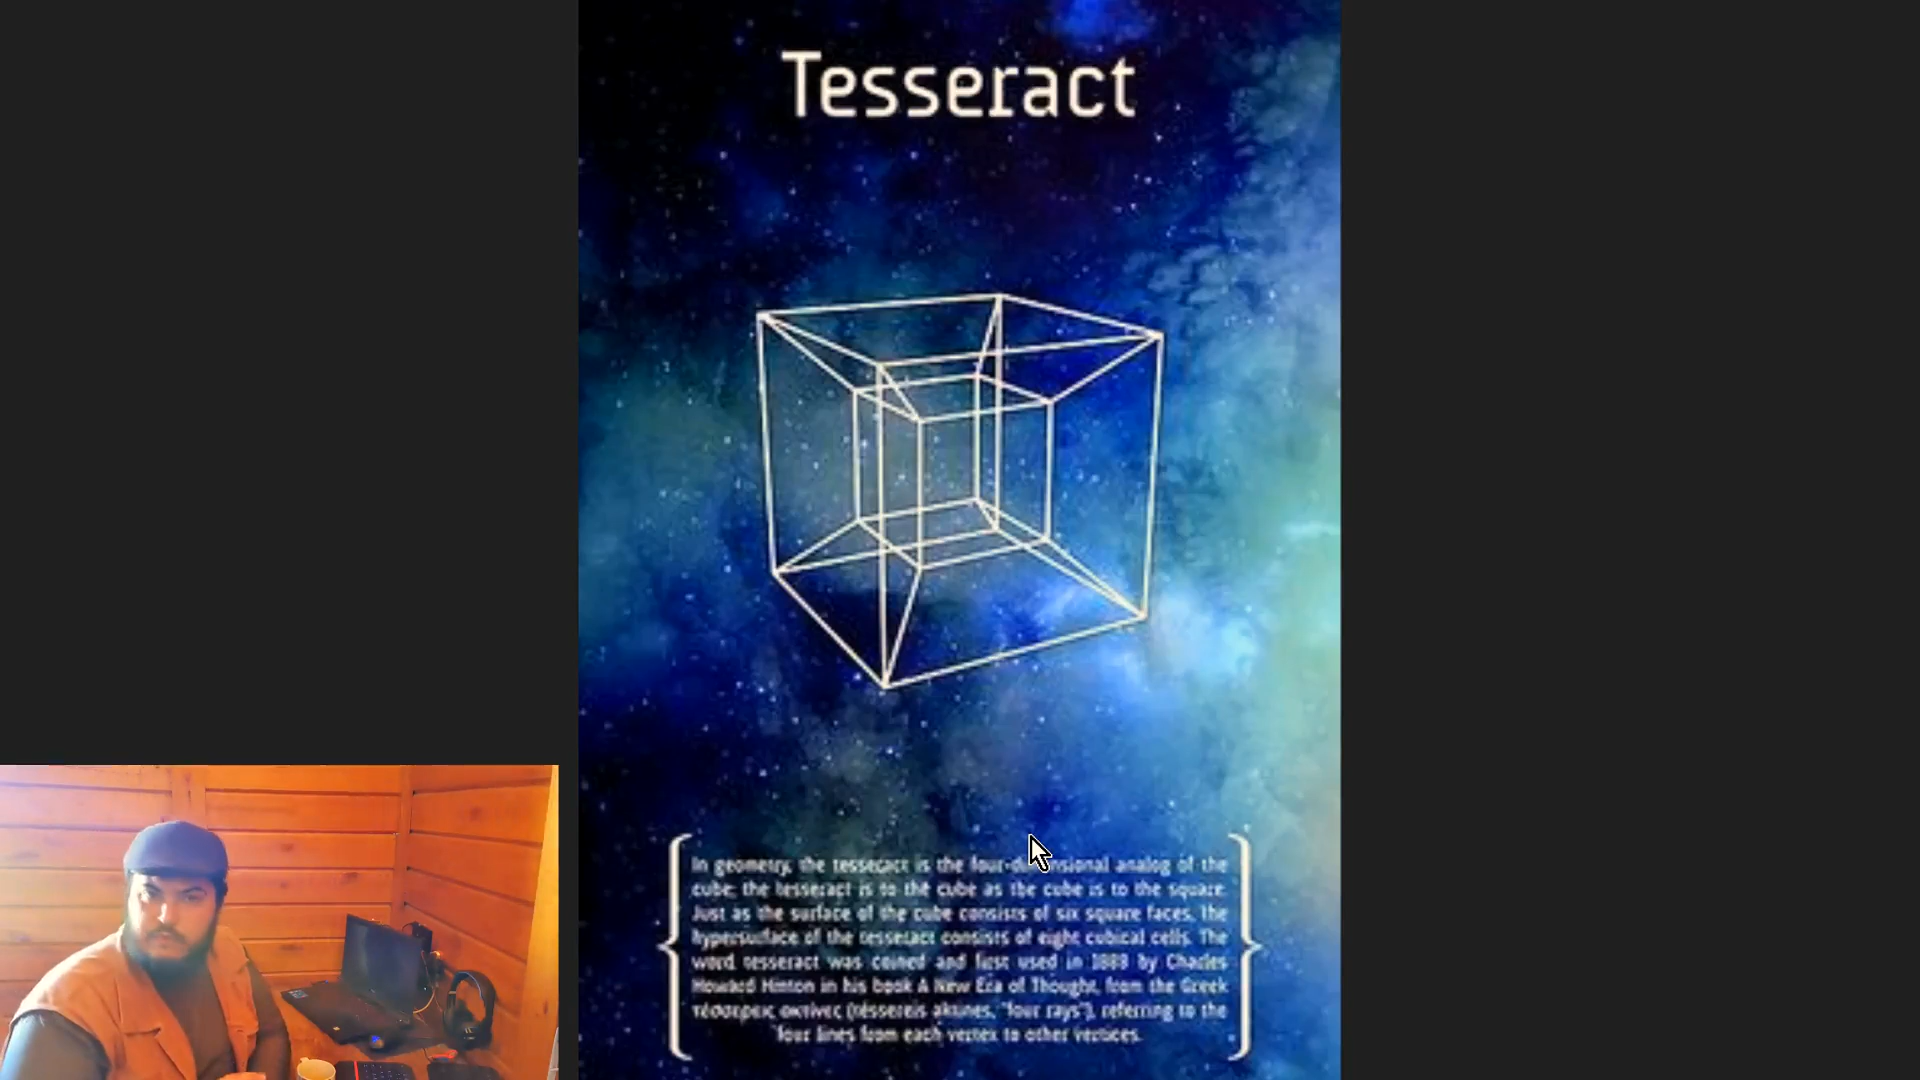 Tesseract
In geometry, the tesseract is the four-dimensional analog of the
cube; the tesseract is to the cube as the cube is to the square.
Just as the surface of the cube consists of six square faces, the
hypersurface of the tesseract consists of eight cubical cells. The
word tesseract was coined and first used in 1888 by Charles
Howard Hinton in his book A New Era of Thought, from the Greek
τέσσερεις ακτίνες (téssereis aktines, "four rays"), referring to the
four lines from each vertex to other vertices.